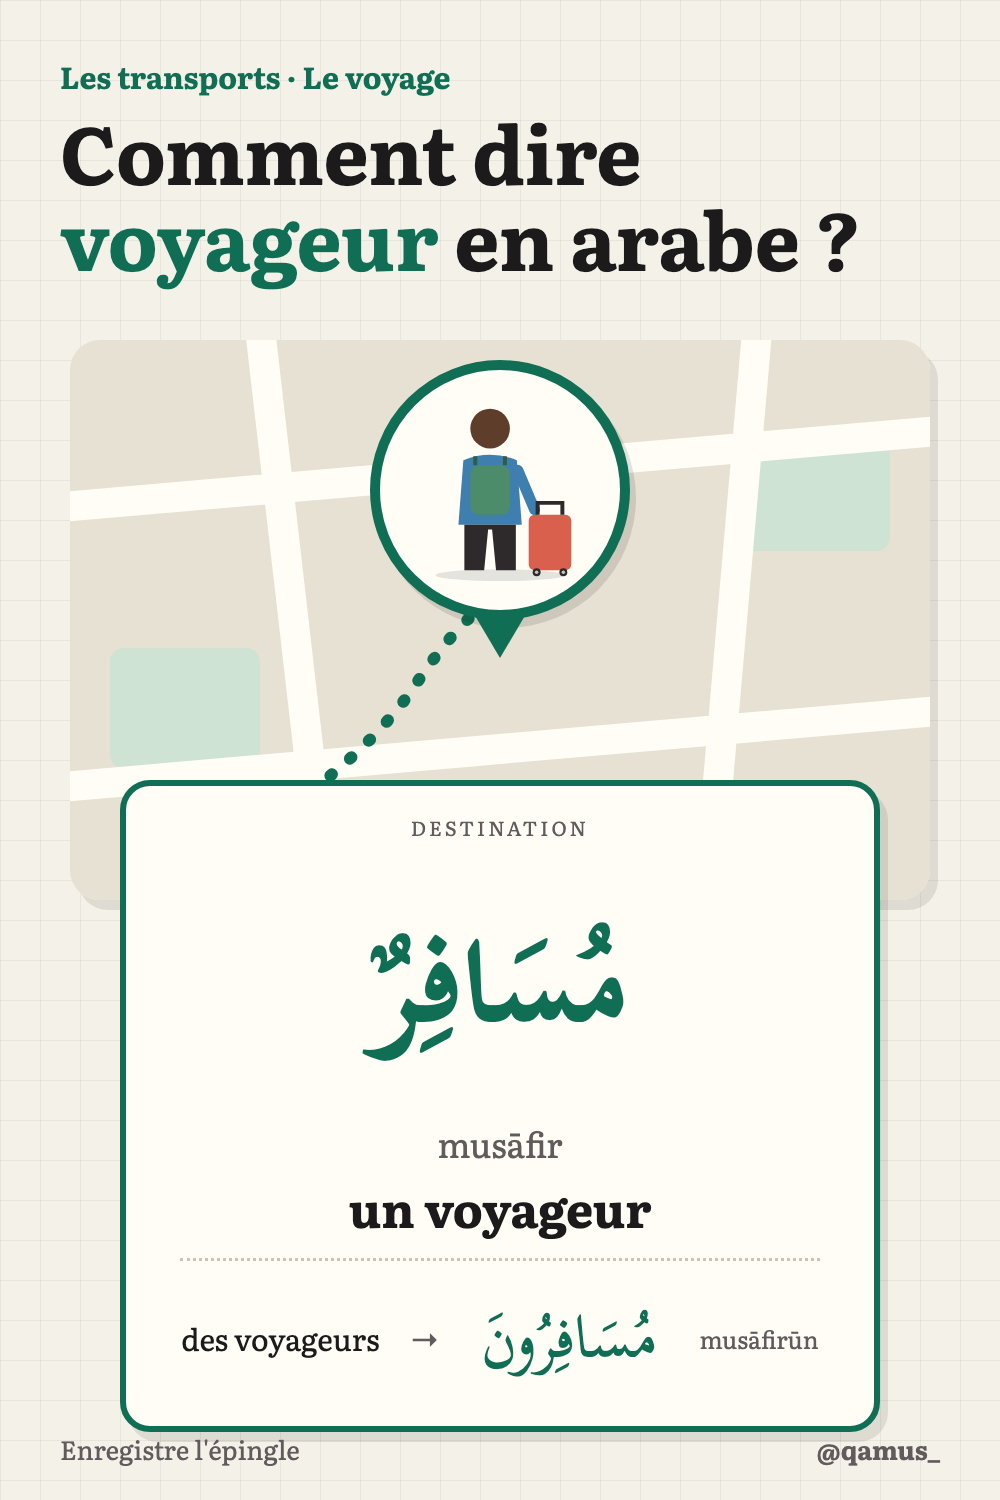 Les transports · Le voyage
Comment dire
voyageur en arabe ?
DESTINATION
مُسَافِرٌ
musāfir
un voyageur
des voyageurs → مُسَافِرُونَ musāfirūn
Enregistre l'épingle @qamus_